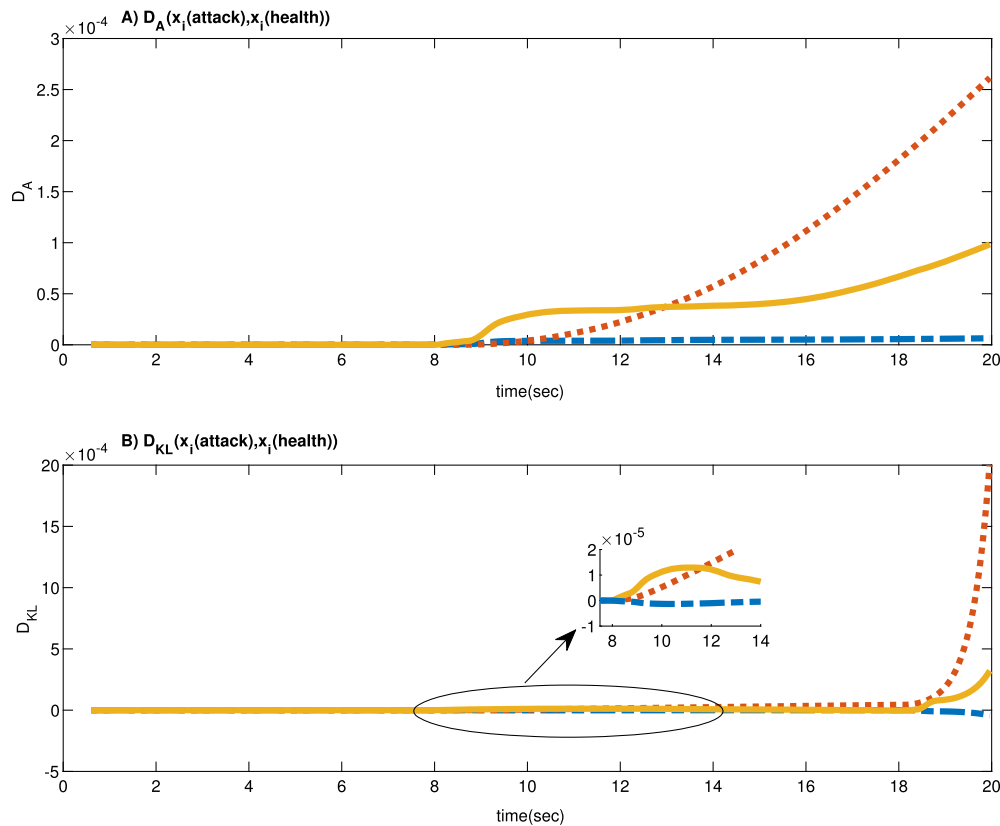 A) D_A(x_i(attack),x_i(health))
×10^-4
3
2.5
2
1.5
1
0.5
0
D_A
0 2 4 6 8 10 12 14 16 18 20
time(sec)
B) D_KL(x_i(attack),x_i(health))
×10^-4
20
15
10
5
0
-5
D_KL
×10^-5
2
1
0
-1
8 10 12 14
0 2 4 6 8 10 12 14 16 18 20
time(sec)